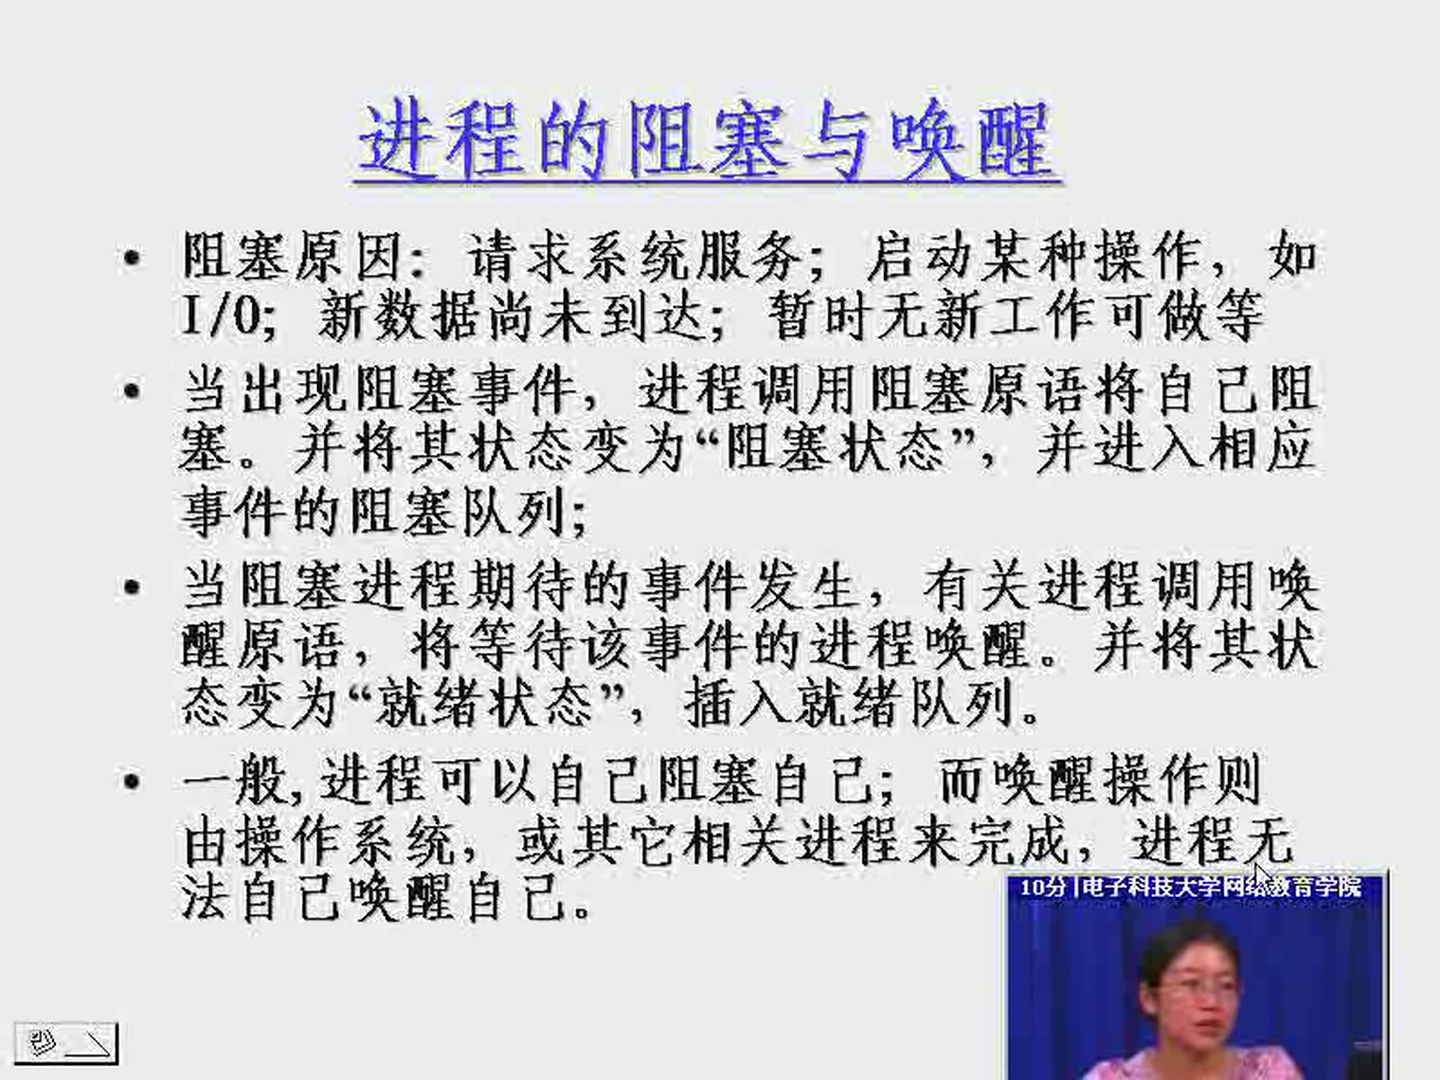 进程的阻塞与唤醒
• 阻塞原因：请求系统服务；启动某种操作，如
I/O；新数据尚未到达；暂时无新工作可做等
• 当出现阻塞事件，进程调用阻塞原语将自己阻
塞。并将其状态变为“阻塞状态”，并进入相应
事件的阻塞队列；
• 当阻塞进程期待的事件发生，有关进程调用唤
醒原语，将等待该事件的进程唤醒。并将其状
态变为“就绪状态”，插入就绪队列。
• 一般,进程可以自己阻塞自己；而唤醒操作则
由操作系统，或其它相关进程来完成，进程无
法自己唤醒自己。
10分|电子科技大学网络教育学院